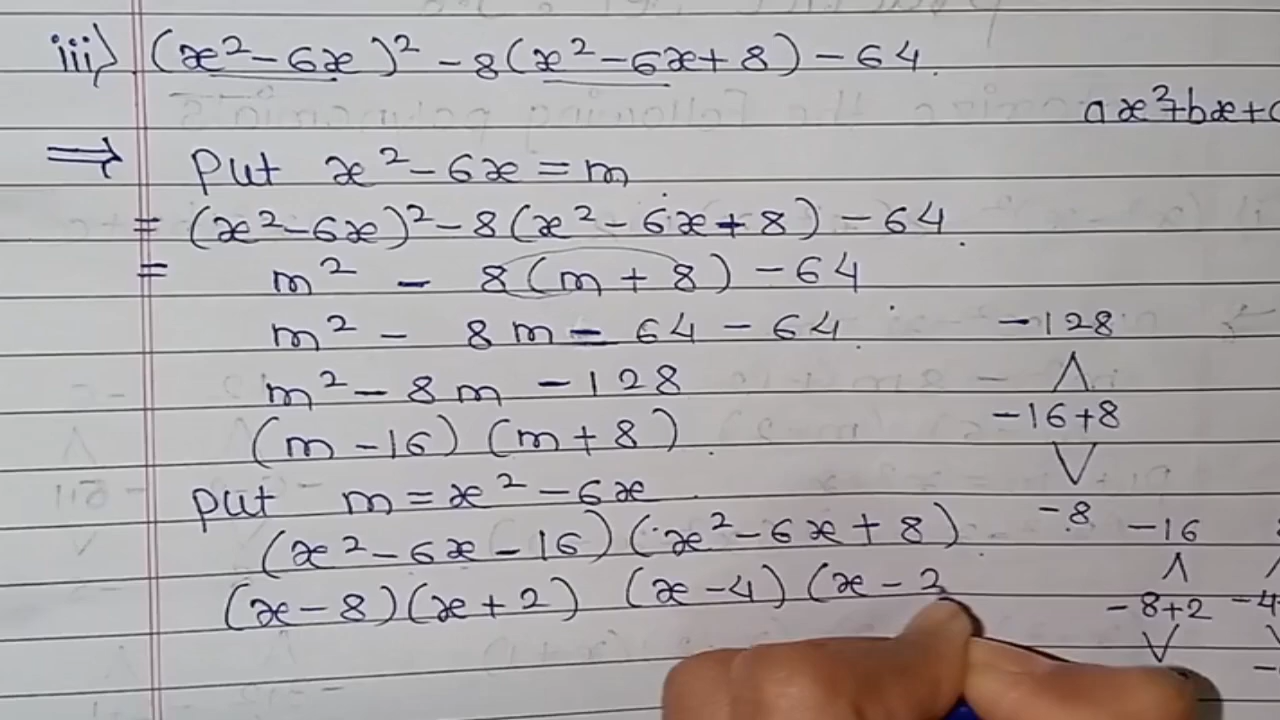 iii) (x² - 6x)² - 8(x² - 6x + 8) - 64.
ax² + bx + c
⇒ Put x² - 6x = m
= (x² - 6x)² - 8(x² - 6x + 8) - 64.
= m² - 8(m + 8) - 64
m² - 8m - 64 - 64.
m² - 8m - 128
(m - 16) (m + 8).
put m = x² - 6x
(x² - 6x - 16) (x² - 6x + 8).
(x - 8)(x + 2) (x - 4)(x - 2
-128
-16+8
-8
-16
-8+2
-4